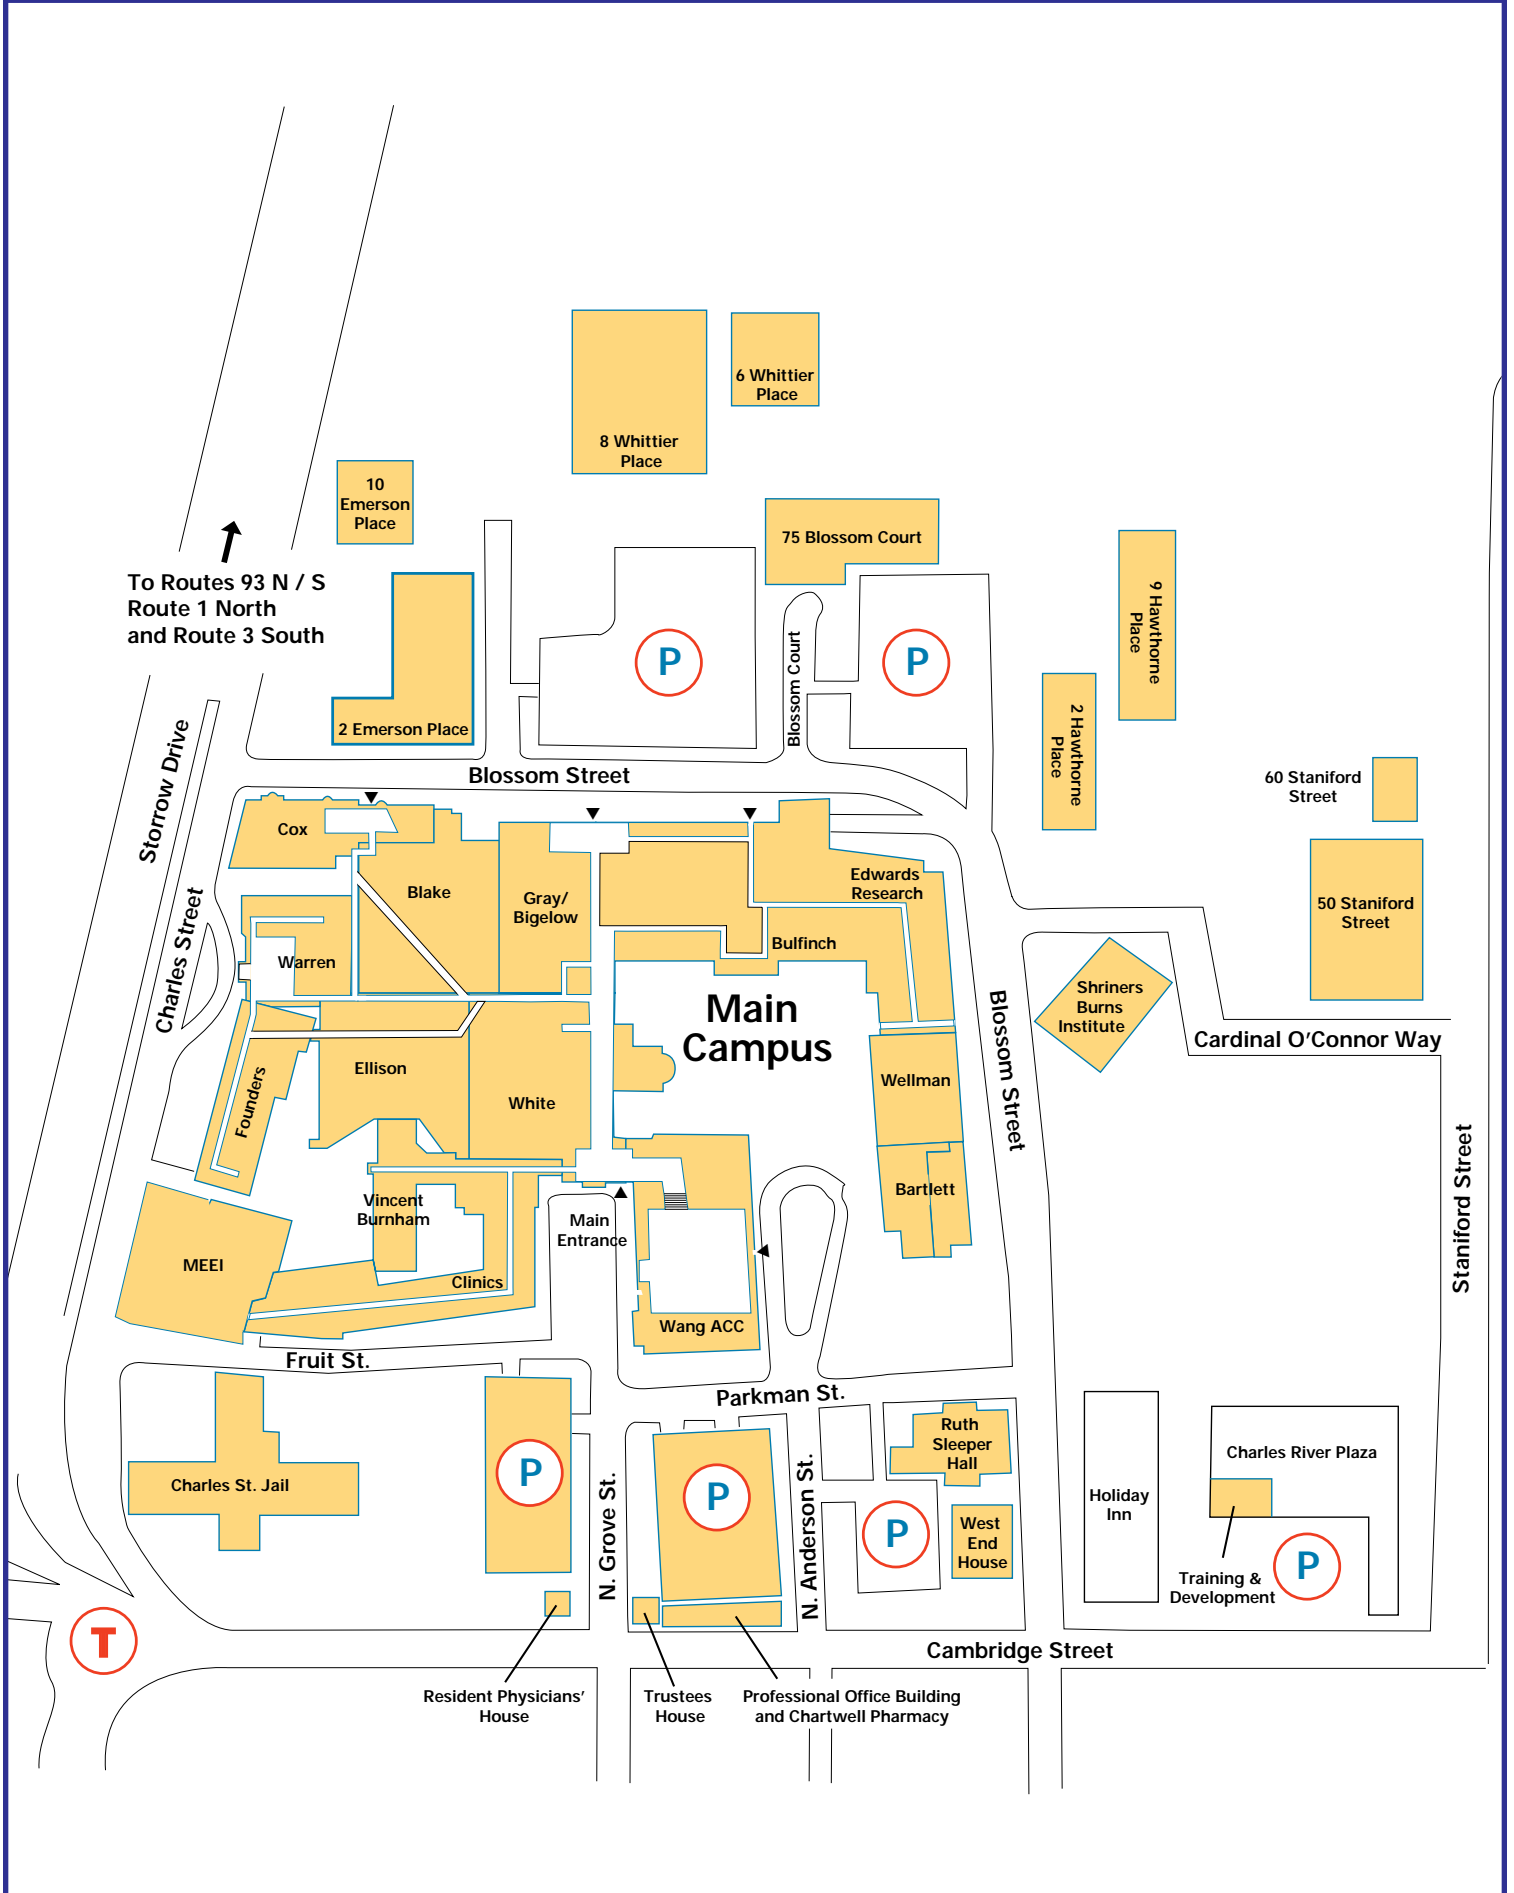 6 Whittier
Place
8 Whittier
Place
10
Emerson
Place
75 Blossom Court
To Routes 93 N / S
Route 1 North
and Route 3 South
9 Hawthorne
Place
P
P
Blossom Court
2 Hawthorne
Place
2 Emerson Place
Storrow Drive
Blossom Street
60 Staniford
Street
Cox
Blake
Gray/
Bigelow
Edwards
Research
50 Staniford
Street
Charles Street
Bulfinch
Warren
Main
Campus
Shriners
Burns
Institute
Blossom Street
Cardinal O'Connor Way
Founders
Ellison
White
Wellman
Staniford Street
Vincent
Burnham
Bartlett
Main
Entrance
MEEI
Clinics
Wang ACC
Fruit St.
Parkman St.
Ruth
Sleeper
Hall
Charles River Plaza
Charles St. Jail
P
P
N. Grove St.
N. Anderson St.
P
West
End
House
Holiday
Inn
Training &
Development
P
T
Cambridge Street
Resident Physicians'
House
Trustees
House
Professional Office Building
and Chartwell Pharmacy